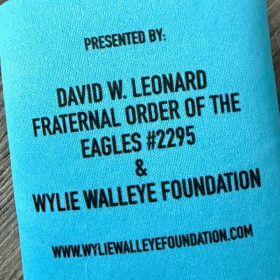 PRESENTED BY:
DAVID W. LEONARD
FRATERNAL ORDER OF THE
EAGLES #2295
&
WYLIE WALLEYE FOUNDATION
WWW.WYLIEWALLEYEFOUNDATION.COM